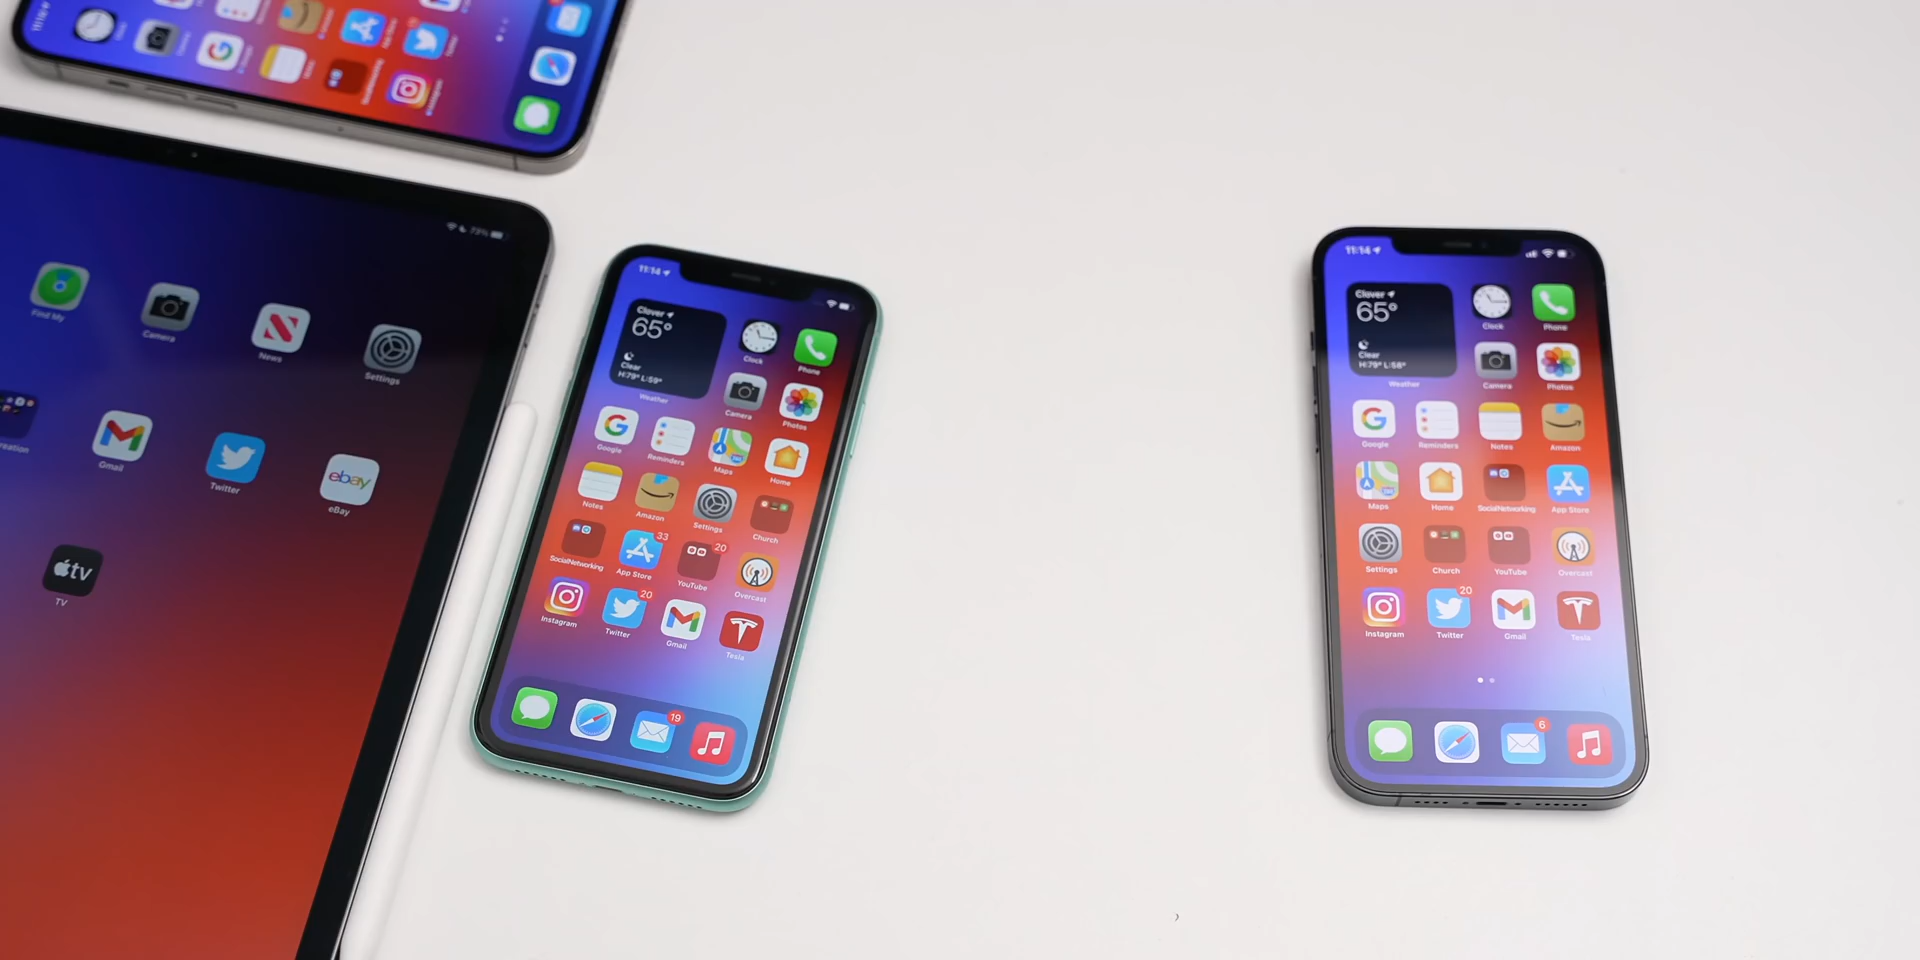 73%
Find My
Camera
News
Settings
Gmail
Twitter
ebay
eBay
tv
TV
11:14
Clover
65°
Clear
H:79° L:59°
Weather
Clock
Phone
Camera
Photos
Google
Reminders
Maps
Home
Notes
Amazon
Settings
Church
SocialNetworking
33
App Store
20
YouTube
Overcast
Instagram
20
Twitter
Gmail
Tesla
19
11:14
Clover
65°
Clear
H:79° L:58°
Weather
Clock
Phone
Camera
Photos
Google
Reminders
Notes
Amazon
Maps
Home
SocialNetworking
App Store
Settings
Church
YouTube
Overcast
Instagram
20
Twitter
Gmail
Tesla
6